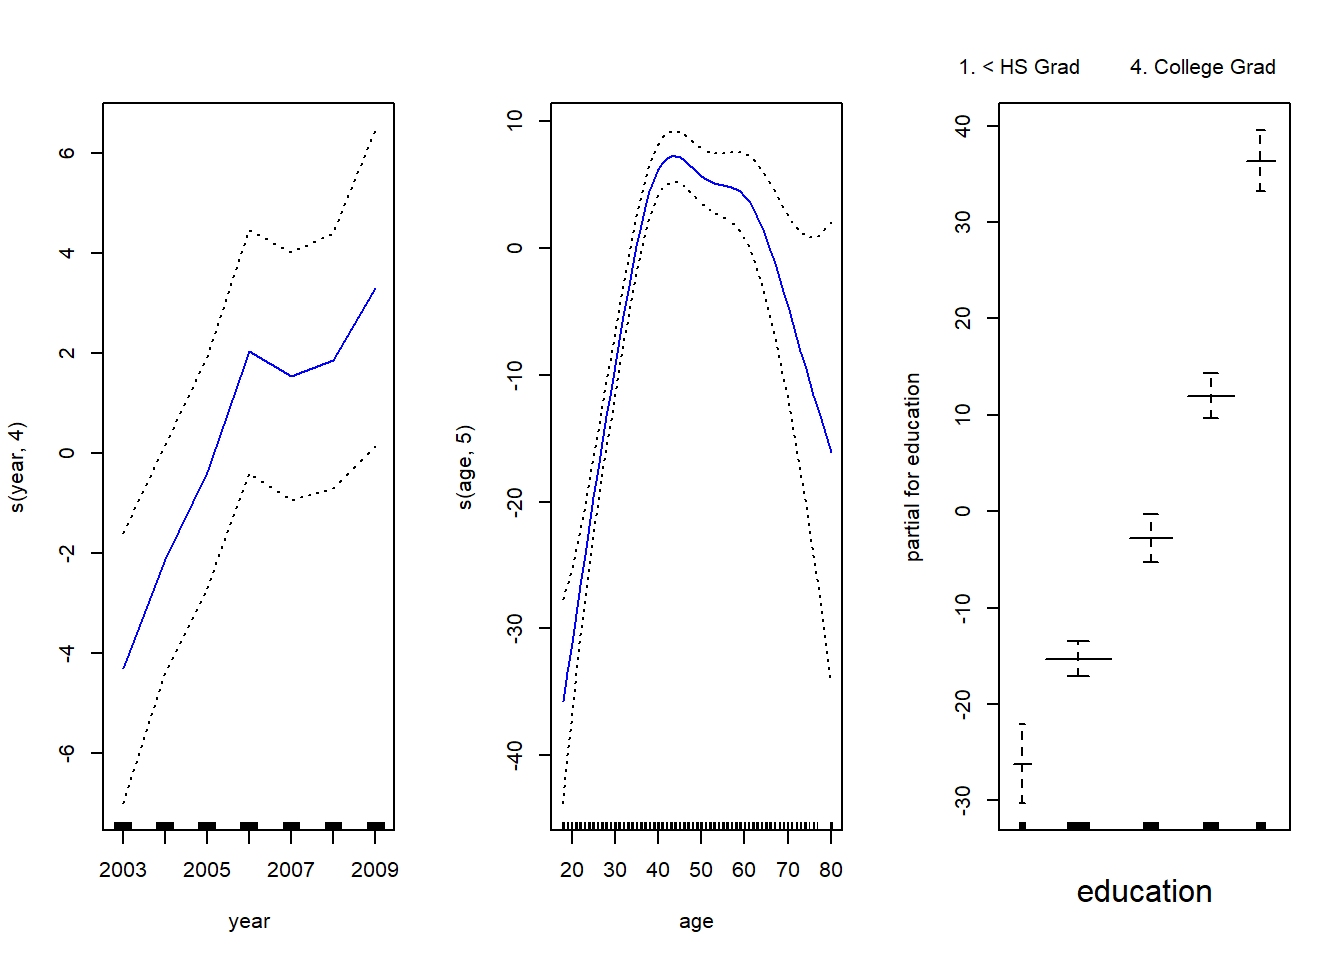 s(year, 4)
6
4
2
0
-2
-4
-6
2003 2005 2007 2009
year
s(age, 5)
10
0
-10
-20
-30
-40
20 30 40 50 60 70 80
age
1. < HS Grad 4. College Grad
partial for education
40
30
20
10
0
-10
-20
-30
education